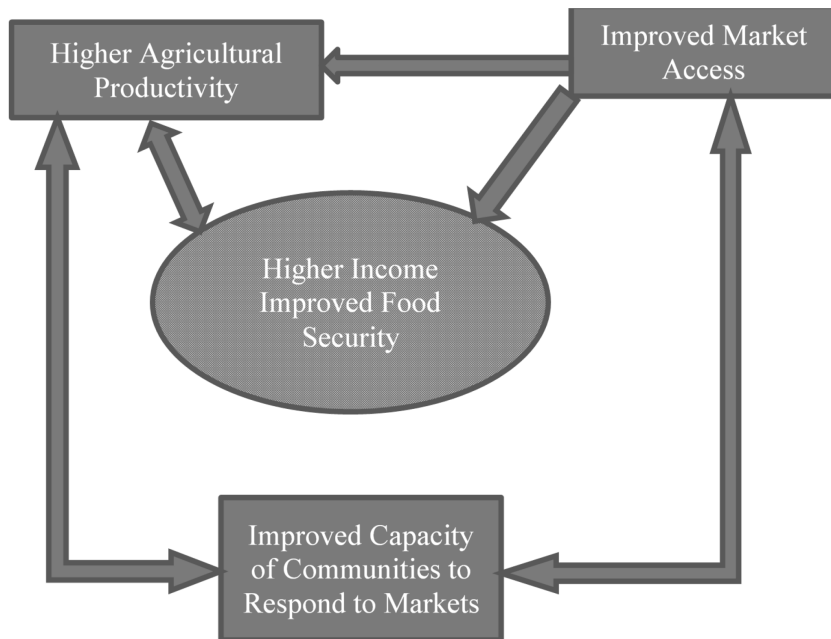 Higher Agricultural
Productivity
Improved Market
Access
Higher Income
Improved Food
Security
Improved Capacity
of Communities to
Respond to Markets